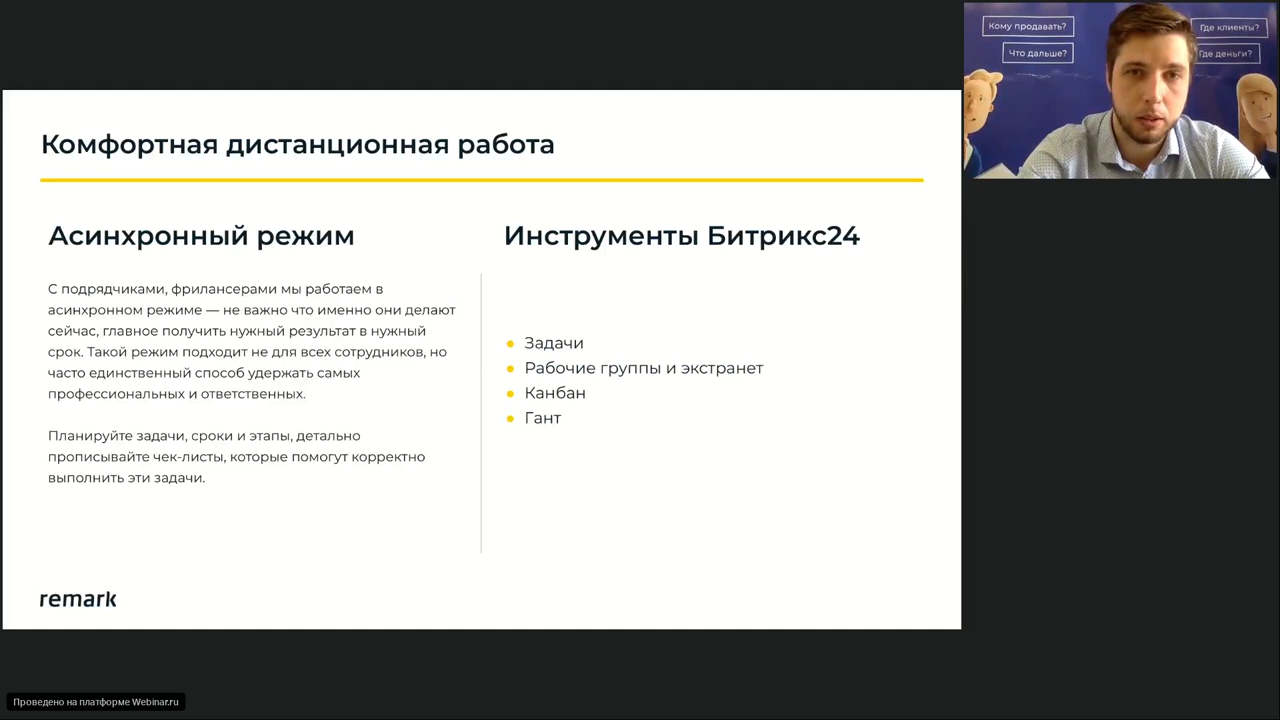 Комфортная дистанционная работа
Асинхронный режим
С подрядчиками, фрилансерами мы работаем в
асинхронном режиме — не важно что именно они делают
сейчас, главное получить нужный результат в нужный
срок. Такой режим подходит не для всех сотрудников, но
часто единственный способ удержать самых
профессиональных и ответственных.
Планируйте задачи, сроки и этапы, детально
прописывайте чек-листы, которые помогут корректно
выполнить эти задачи.
Инструменты Битрикс24
Задачи
Рабочие группы и экстранет
Канбан
Гант
remark
Кому продавать?
Что дальше?
Где клиенты?
Где деньги?
Проведено на платформе Webinar.ru